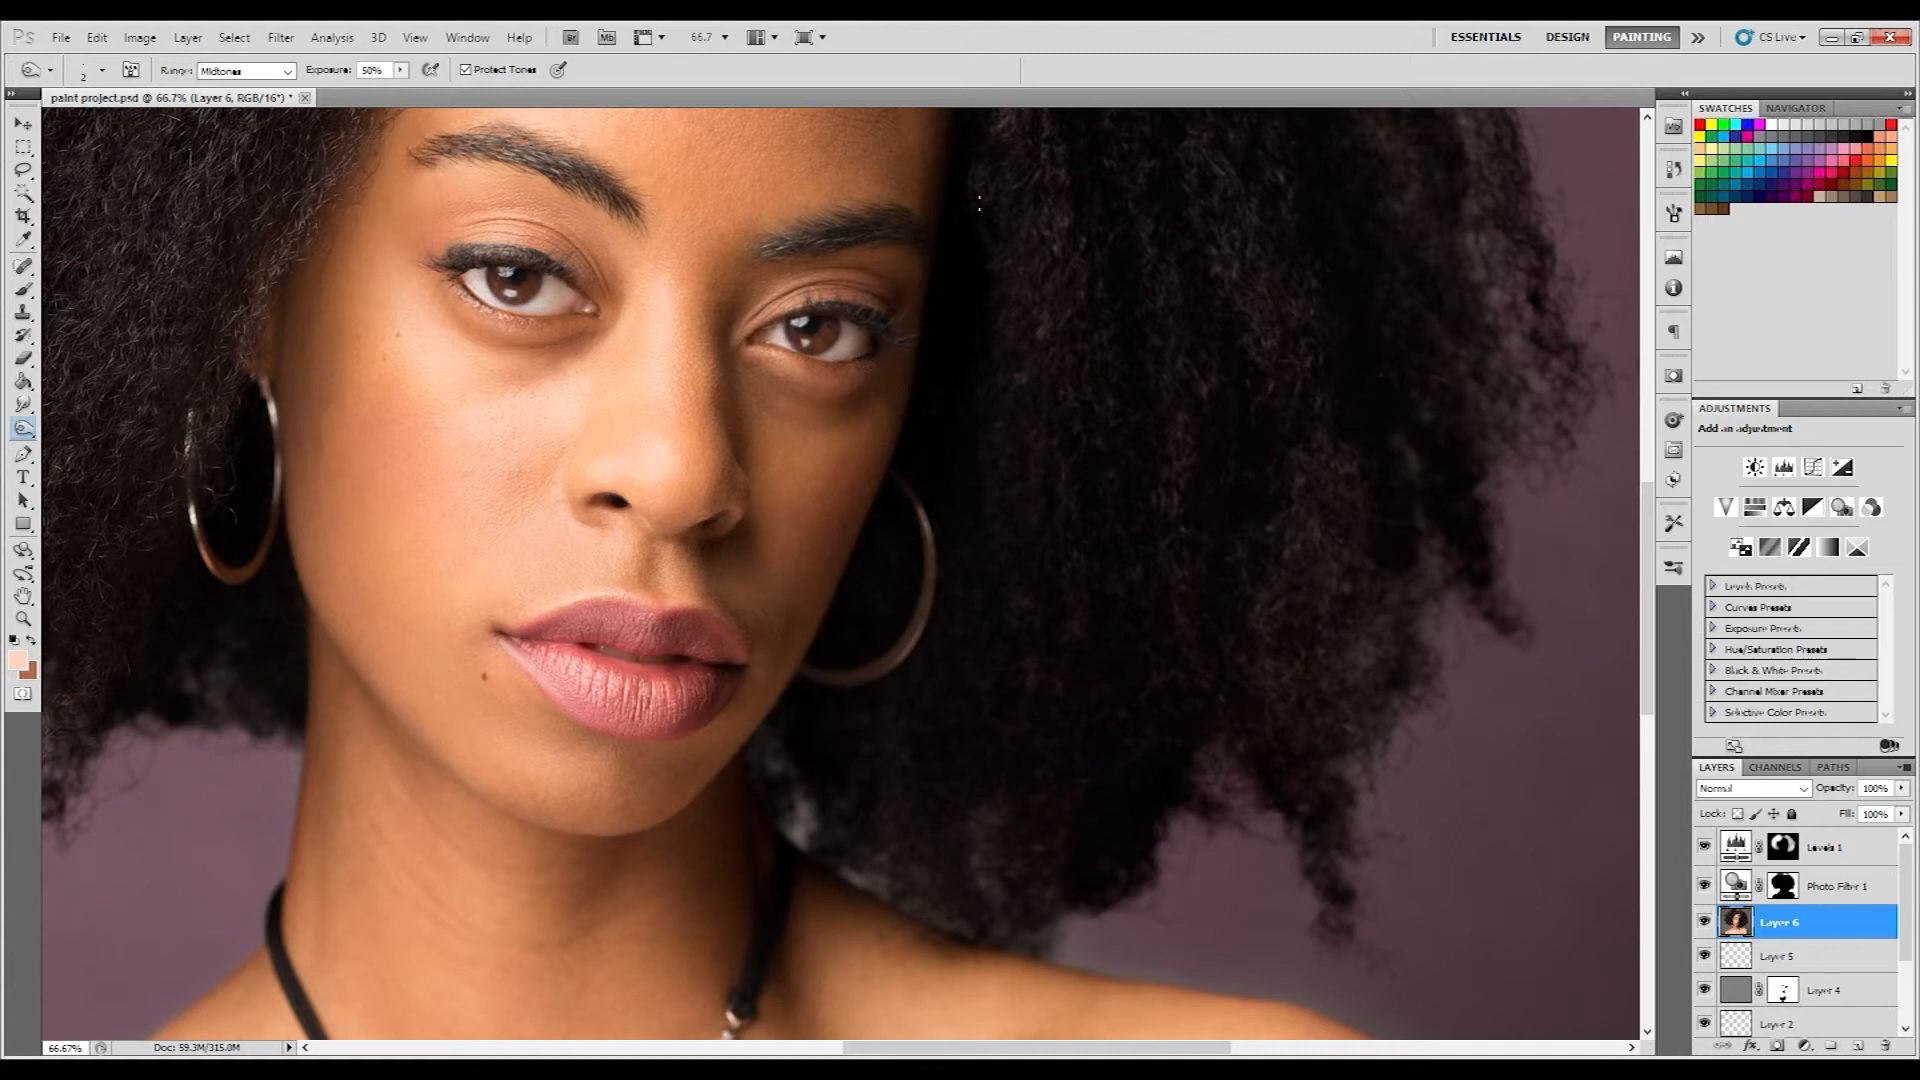 Ps File Edit Image Layer Select Filter Analysis 3D View Window Help Br Mb 66.7 ESSENTIALS DESIGN PAINTING CS Live
2 Range: Midtones Exposure: 50% Protect Tones
paint project.psd @ 66.7% (Layer 6, RGB/16*) *
SWATCHES NAVIGATOR
Mb
ADJUSTMENTS
Add an adjustment
Levels Presets
Curves Presets
Exposure Presets
Hue/Saturation Presets
Black & White Presets
Channel Mixer Presets
Selective Color Presets
LAYERS CHANNELS PATHS
Normal Opacity: 100%
Lock: Fill: 100%
Levels 1
Photo Filter 1
Layer 6
Layer 5
Layer 4
Layer 2
66.67% Doc: 59.3M/315.0M